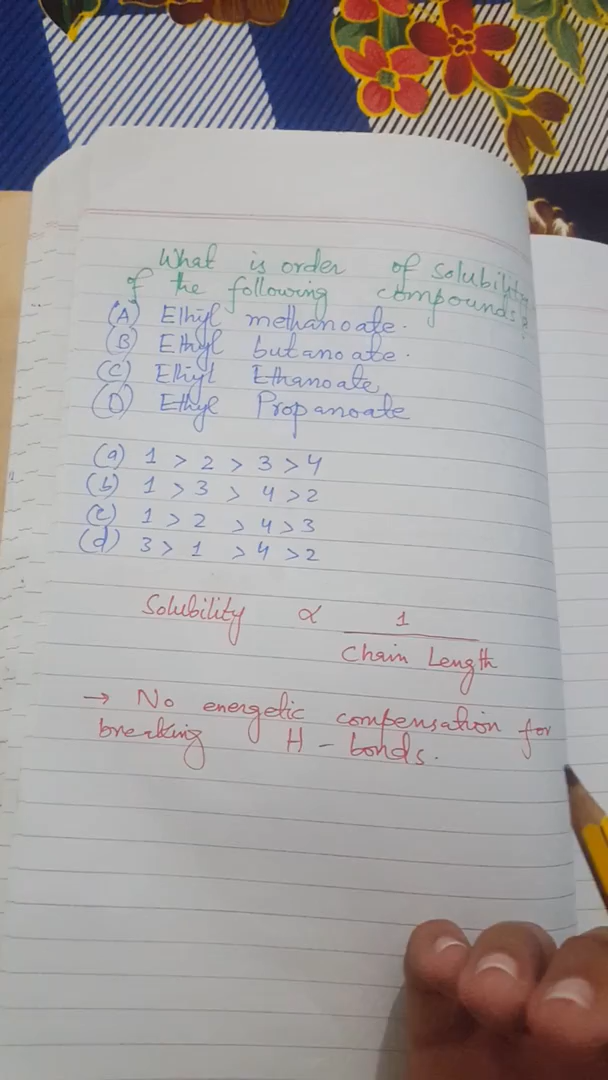 What is order of solubility
of the following compounds?
(A) Ethyl methanoate.
(B) Ethyl butanoate.
(C) Ethyl Ethanoate
(D) Ethyl Propanoate
(a) 1 > 2 > 3 > 4
(b) 1 > 3 > 4 > 2
(c) 1 > 2 > 4 > 3
(d) 3 > 1 > 4 > 2
Solubility ∝ 1 / Chain Length
→ No energetic compensation for
breaking H - bonds.